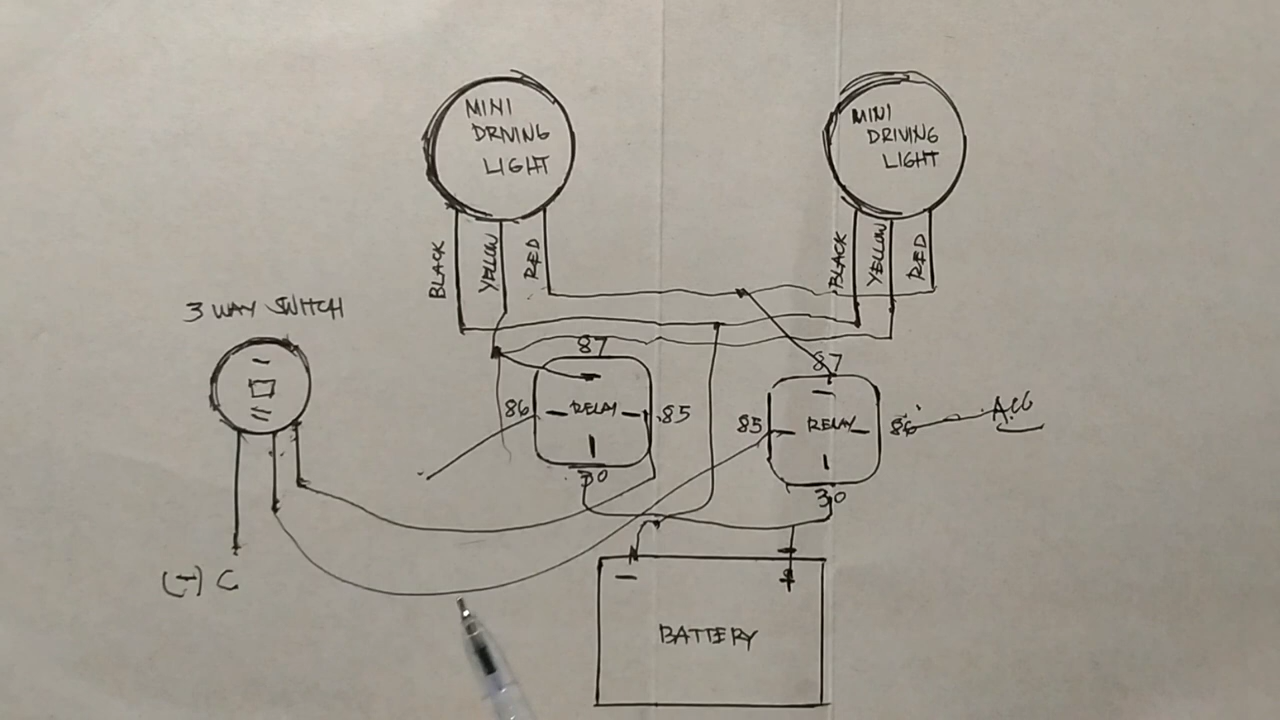 MINI
DRIVING
LIGHT
MINI
DRIVING
LIGHT
BLACK
YELLOW
RED
BLACK
YELLOW
RED
3 WAY SWITCH
87
86
RELAY
85
30
87
85
RELAY
86
ACC
30
(-) C
-
+
BATTERY